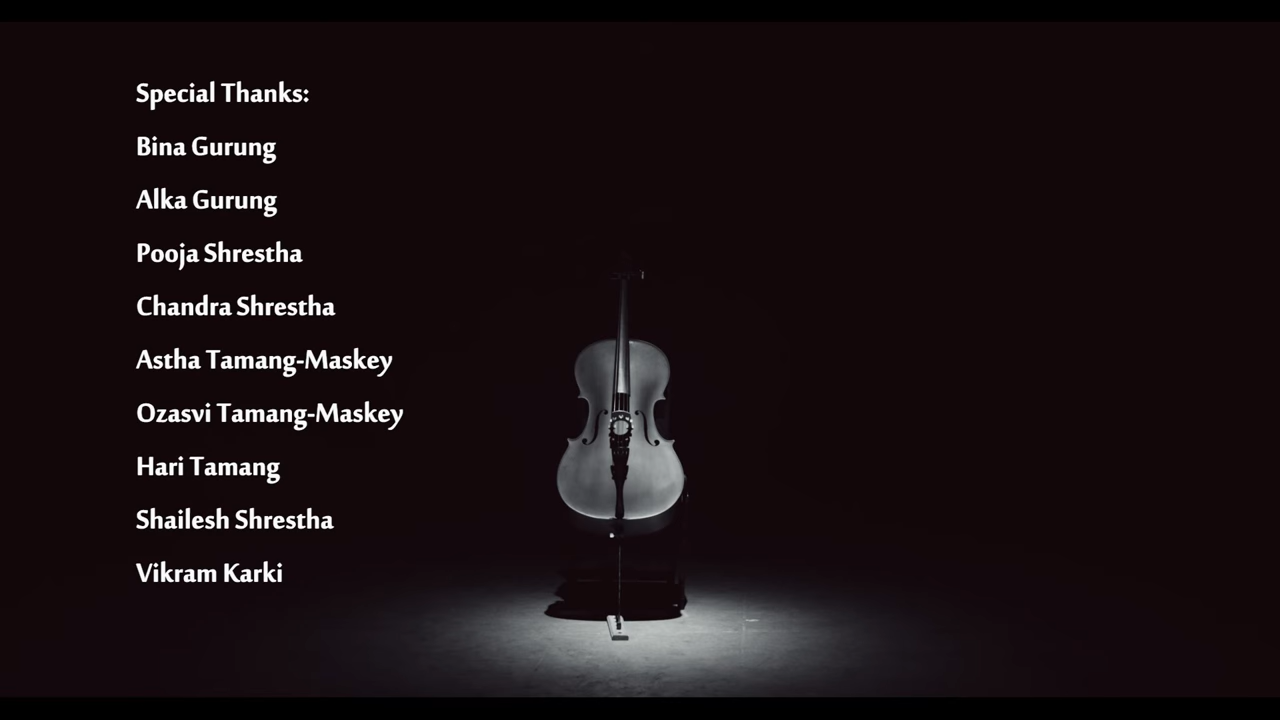 Special Thanks:
Bina Gurung
Alka Gurung
Pooja Shrestha
Chandra Shrestha
Astha Tamang-Maskey
Ozasvi Tamang-Maskey
Hari Tamang
Shailesh Shrestha
Vikram Karki